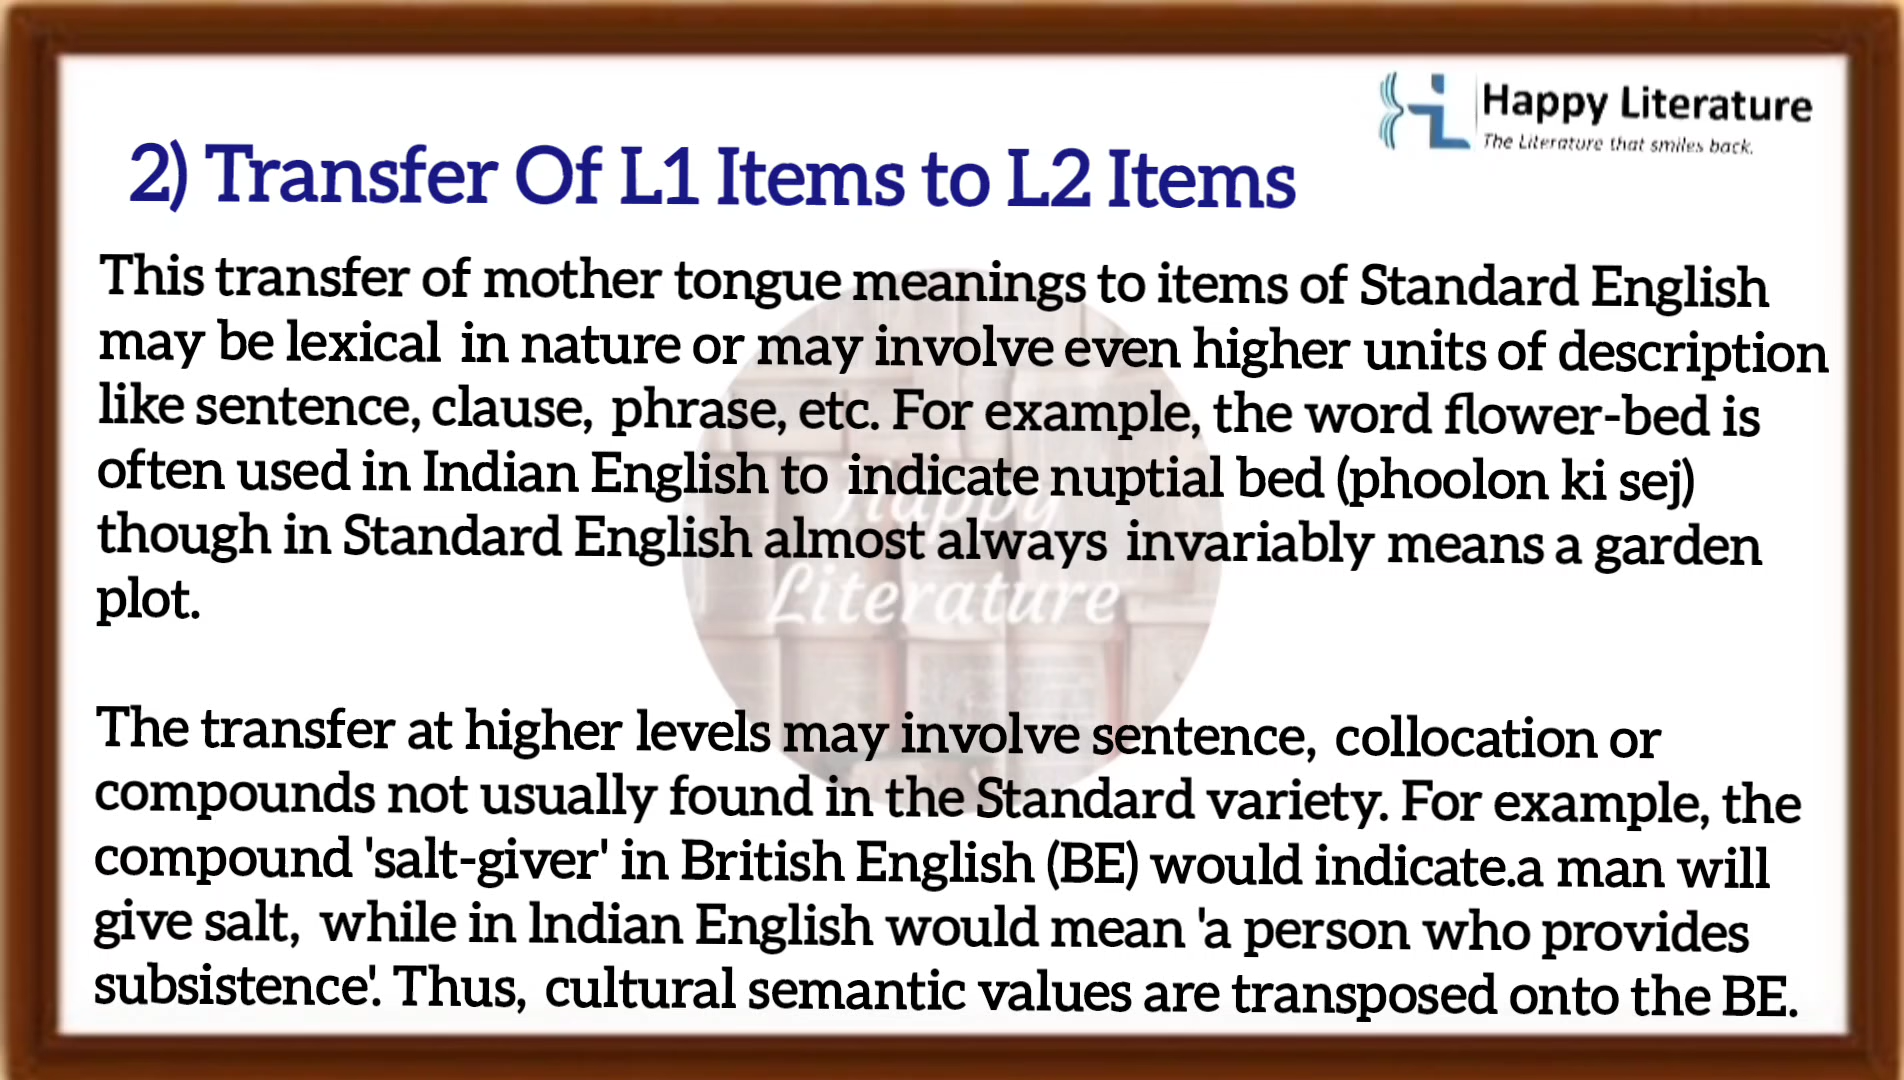 Happy Literature
The Literature that smiles back.
2) Transfer Of L1 Items to L2 Items
This transfer of mother tongue meanings to items of Standard English
may be lexical in nature or may involve even higher units of description
like sentence, clause, phrase, etc. For example, the word flower-bed is
often used in Indian English to indicate nuptial bed (phoolon ki sej)
though in Standard English almost always invariably means a garden
plot.
Happy
Literature
The transfer at higher levels may involve sentence, collocation or
compounds not usually found in the Standard variety. For example, the
compound 'salt-giver' in British English (BE) would indicate.a man will
give salt, while in lndian English would mean 'a person who provides
subsistence'. Thus, cultural semantic values are transposed onto the BE.